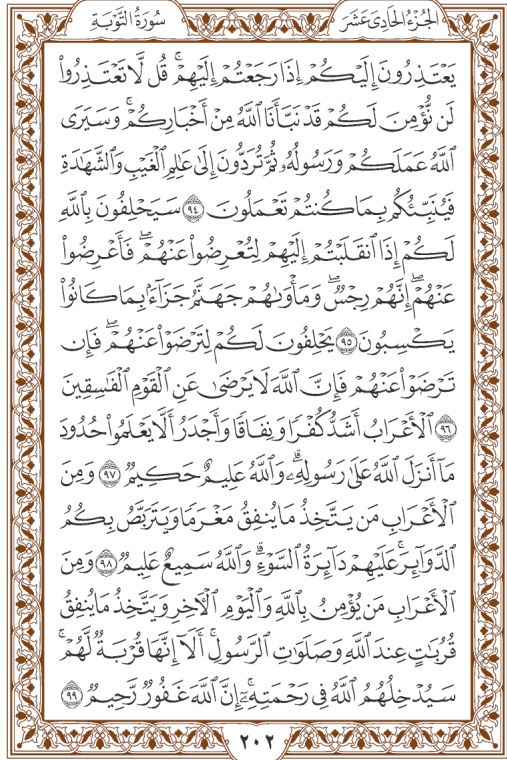 الجُزْءُ الحَادِى عَشَرَ سُورَةُ التَّوْبَةِ
يَعْتَذِرُونَ إِلَيْكُمْ إِذَا رَجَعْتُمْ إِلَيْهِمْ ۚ قُل لَّا تَعْتَذِرُوا۟
لَن نُّؤْمِنَ لَكُمْ قَدْ نَبَّأَنَا ٱللَّهُ مِنْ أَخْبَارِكُمْ ۚ وَسَيَرَى
ٱللَّهُ عَمَلَكُمْ وَرَسُولُهُۥ ثُمَّ تُرَدُّونَ إِلَىٰ عَـٰلِمِ ٱلْغَيْبِ وَٱلشَّهَـٰدَةِ
فَيُنَبِّئُكُم بِمَا كُنتُمْ تَعْمَلُونَ ٩٤ سَيَحْلِفُونَ بِٱللَّهِ
لَكُمْ إِذَا ٱنقَلَبْتُمْ إِلَيْهِمْ لِتُعْرِضُوا۟ عَنْهُمْ ۖ فَأَعْرِضُوا۟
عَنْهُمْ ۖ إِنَّهُمْ رِجْسٌ ۖ وَمَأْوَىٰهُمْ جَهَنَّمُ جَزَآءًۢ بِمَا كَانُوا۟
يَكْسِبُونَ ٩٥ يَحْلِفُونَ لَكُمْ لِتَرْضَوْا۟ عَنْهُمْ ۖ فَإِن
تَرْضَوْا۟ عَنْهُمْ فَإِنَّ ٱللَّهَ لَا يَرْضَىٰ عَنِ ٱلْقَوْمِ ٱلْفَـٰسِقِينَ
٩٦ ٱلْأَعْرَابُ أَشَدُّ كُفْرًا وَنِفَاقًا وَأَجْدَرُ أَلَّا يَعْلَمُوا۟ حُدُودَ
مَآ أَنزَلَ ٱللَّهُ عَلَىٰ رَسُولِهِۦ ۗ وَٱللَّهُ عَلِيمٌ حَكِيمٌ ٩٧ وَمِنَ
ٱلْأَعْرَابِ مَن يَتَّخِذُ مَا يُنفِقُ مَغْرَمًا وَيَتَرَبَّصُ بِكُمُ
ٱلدَّوَآئِرَ ۚ عَلَيْهِمْ دَآئِرَةُ ٱلسَّوْءِ ۗ وَٱللَّهُ سَمِيعٌ عَلِيمٌ ٩٨ وَمِنَ
ٱلْأَعْرَابِ مَن يُؤْمِنُ بِٱللَّهِ وَٱلْيَوْمِ ٱلْـَٔاخِرِ وَيَتَّخِذُ مَا يُنفِقُ
قُرُبَـٰتٍ عِندَ ٱللَّهِ وَصَلَوَٰتِ ٱلرَّسُولِ ۚ أَلَآ إِنَّهَا قُرْبَةٌ لَّهُمْ ۚ
سَيُدْخِلُهُمُ ٱللَّهُ فِى رَحْمَتِهِۦٓ ۗ إِنَّ ٱللَّهَ غَفُورٌ رَّحِيمٌ ٩٩
٢٠٢